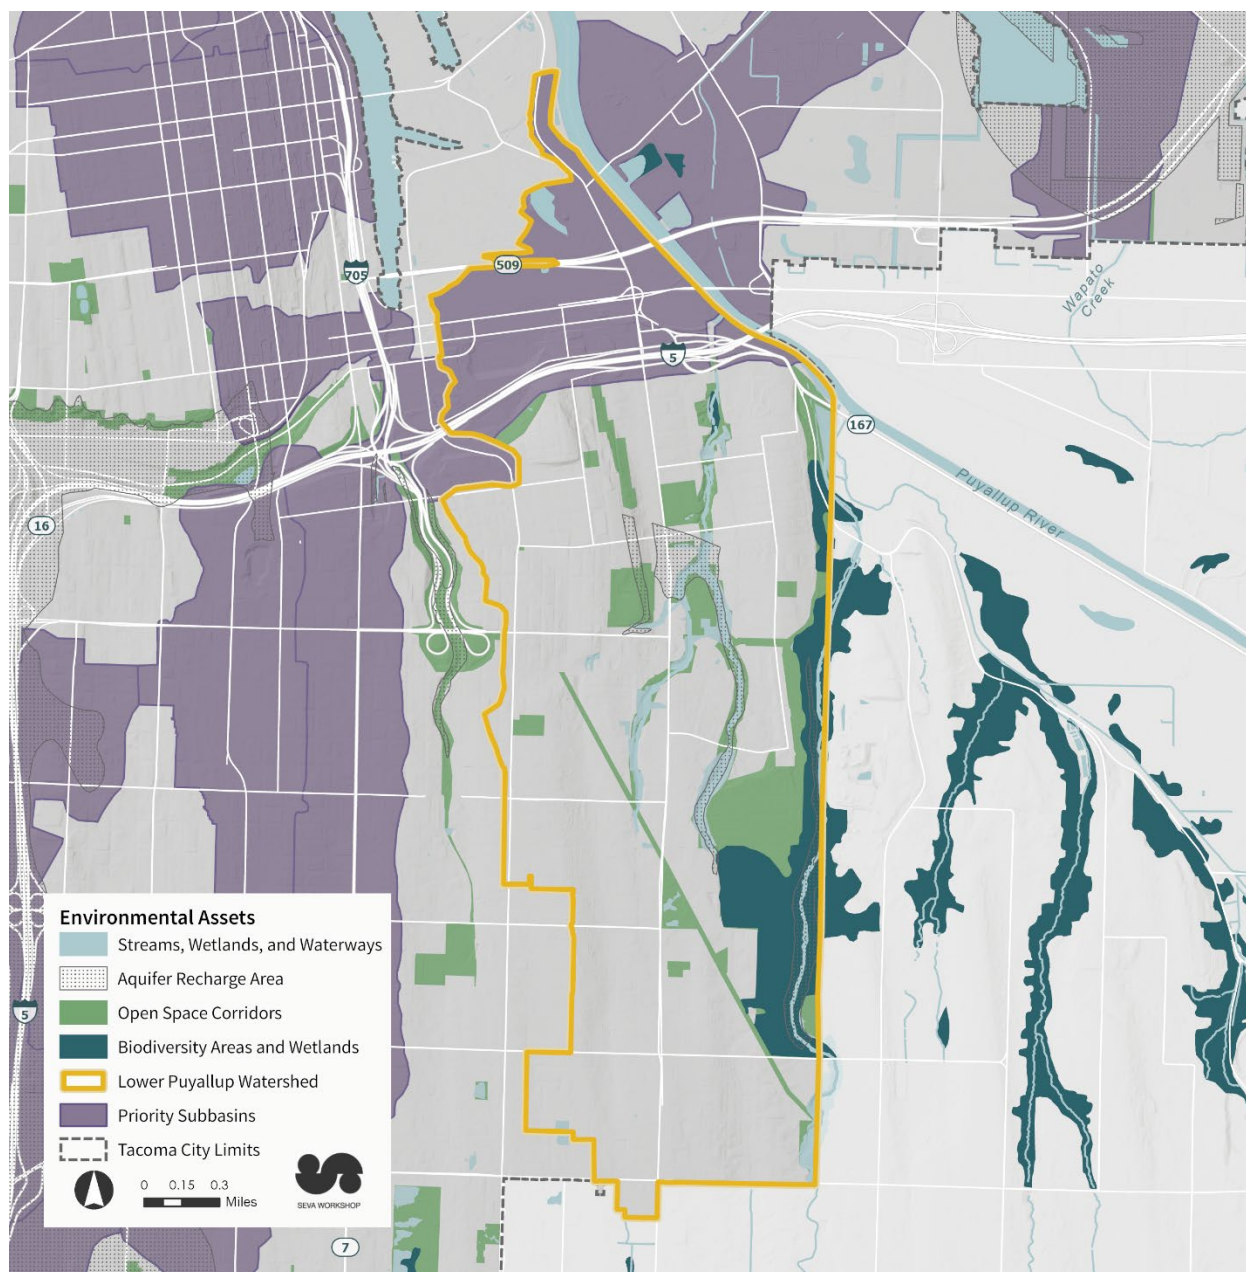 705
509
Wapato
Creek
5
167
Puyallup River
16
Environmental Assets
Streams, Wetlands, and Waterways
Aquifer Recharge Area
Open Space Corridors
Biodiversity Areas and Wetlands
5
Lower Puyallup Watershed
Priority Subbasins
Tacoma City Limits
0 0.15 0.3
Miles
SEVA WORKSHOP
7